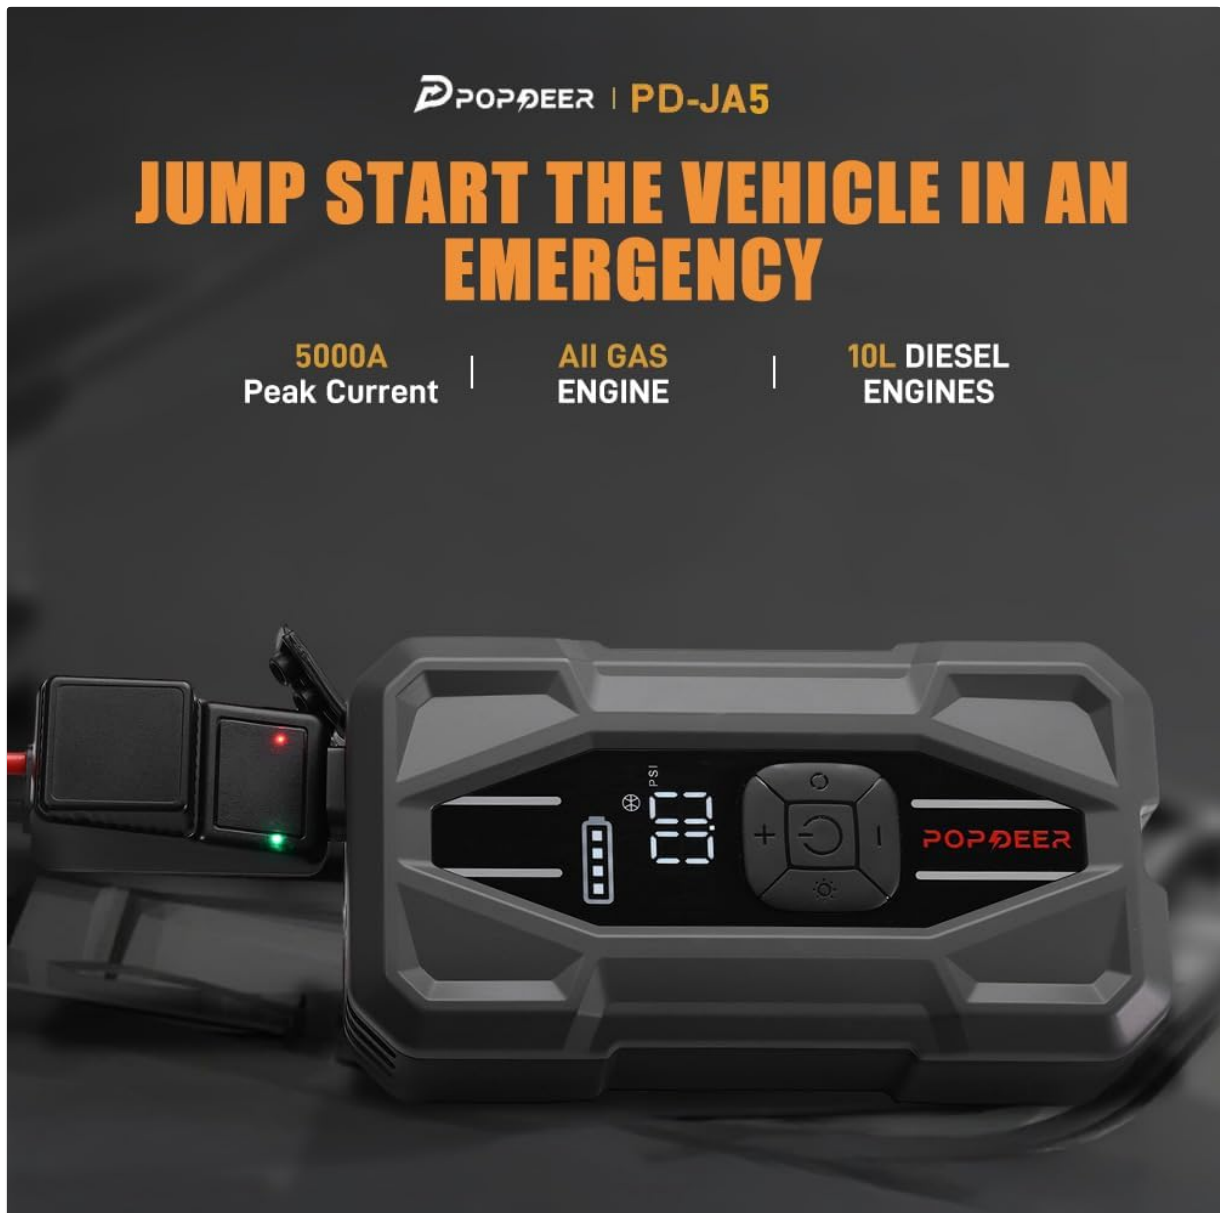 POPDEER | PD-JA5
JUMP START THE VEHICLE IN AN
EMERGENCY
5000A
Peak Current
All GAS
ENGINE
10L DIESEL
ENGINES
PSI
POPDEER